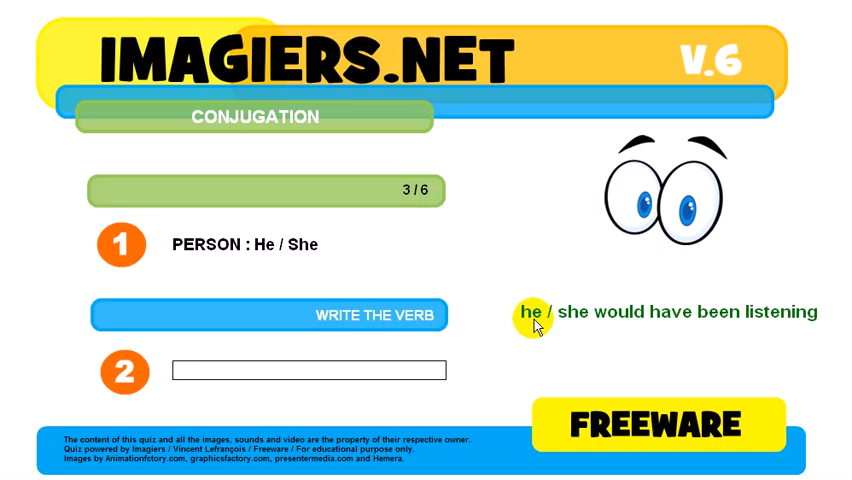 IMAGIERS.NET
V.6
CONJUGATION
3 / 6
1
PERSON : He / She
WRITE THE VERB
he / she would have been listening
2
FREEWARE
The content of this quiz and all the images, sounds and video are the property of their respective owner.
Quiz powered by Imagiers / Vincent Lefrançois / Freeware / For educational purpose only.
Images by Animationfotory.com, graphicsfactory.com, presentermedia.com and Hemera.